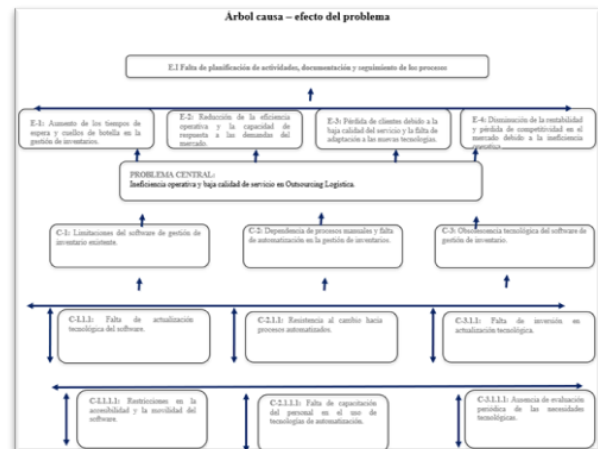 Árbol causa – efecto del problema
E.I Falta de planificación de actividades, documentación y seguimiento de los procesos
E-1: Aumento de los tiempos de
espera y cuellos de botella en la
gestión de inventarios.
E-2: Reducción de la eficiencia
operativa y la capacidad de
respuesta a las demandas del
mercado.
E-3: Pérdida de clientes debido a la
baja calidad del servicio y la falta de
adaptación a las nuevas tecnologías.
E-4: Disminución de la rentabilidad
y pérdida de competitividad en el
mercado debido a la ineficiencia
operativa.
PROBLEMA CENTRAL:
Ineficiencia operativa y baja calidad de servicio en Outsourcing Logística.
C-1: Limitaciones del software de gestión de
inventario existente.
C-2: Dependencia de procesos manuales y falta
de automatización en la gestión de inventarios.
C-3: Obsolescencia tecnológica del software de
gestión de inventario.
C-1.1.1: Falta de actualización
tecnológica del software.
C-2.1.1: Resistencia al cambio hacia
procesos automatizados.
C-3.1.1: Falta de inversión en
actualización tecnológica.
C-1.1.1.1: Restricciones en la
accesibilidad y la movilidad del
software.
C-2.1.1.1: Falta de capacitación
del personal en el uso de
tecnologías de automatización.
C-3.1.1.1: Ausencia de evaluación
periódica de las necesidades
tecnológicas.